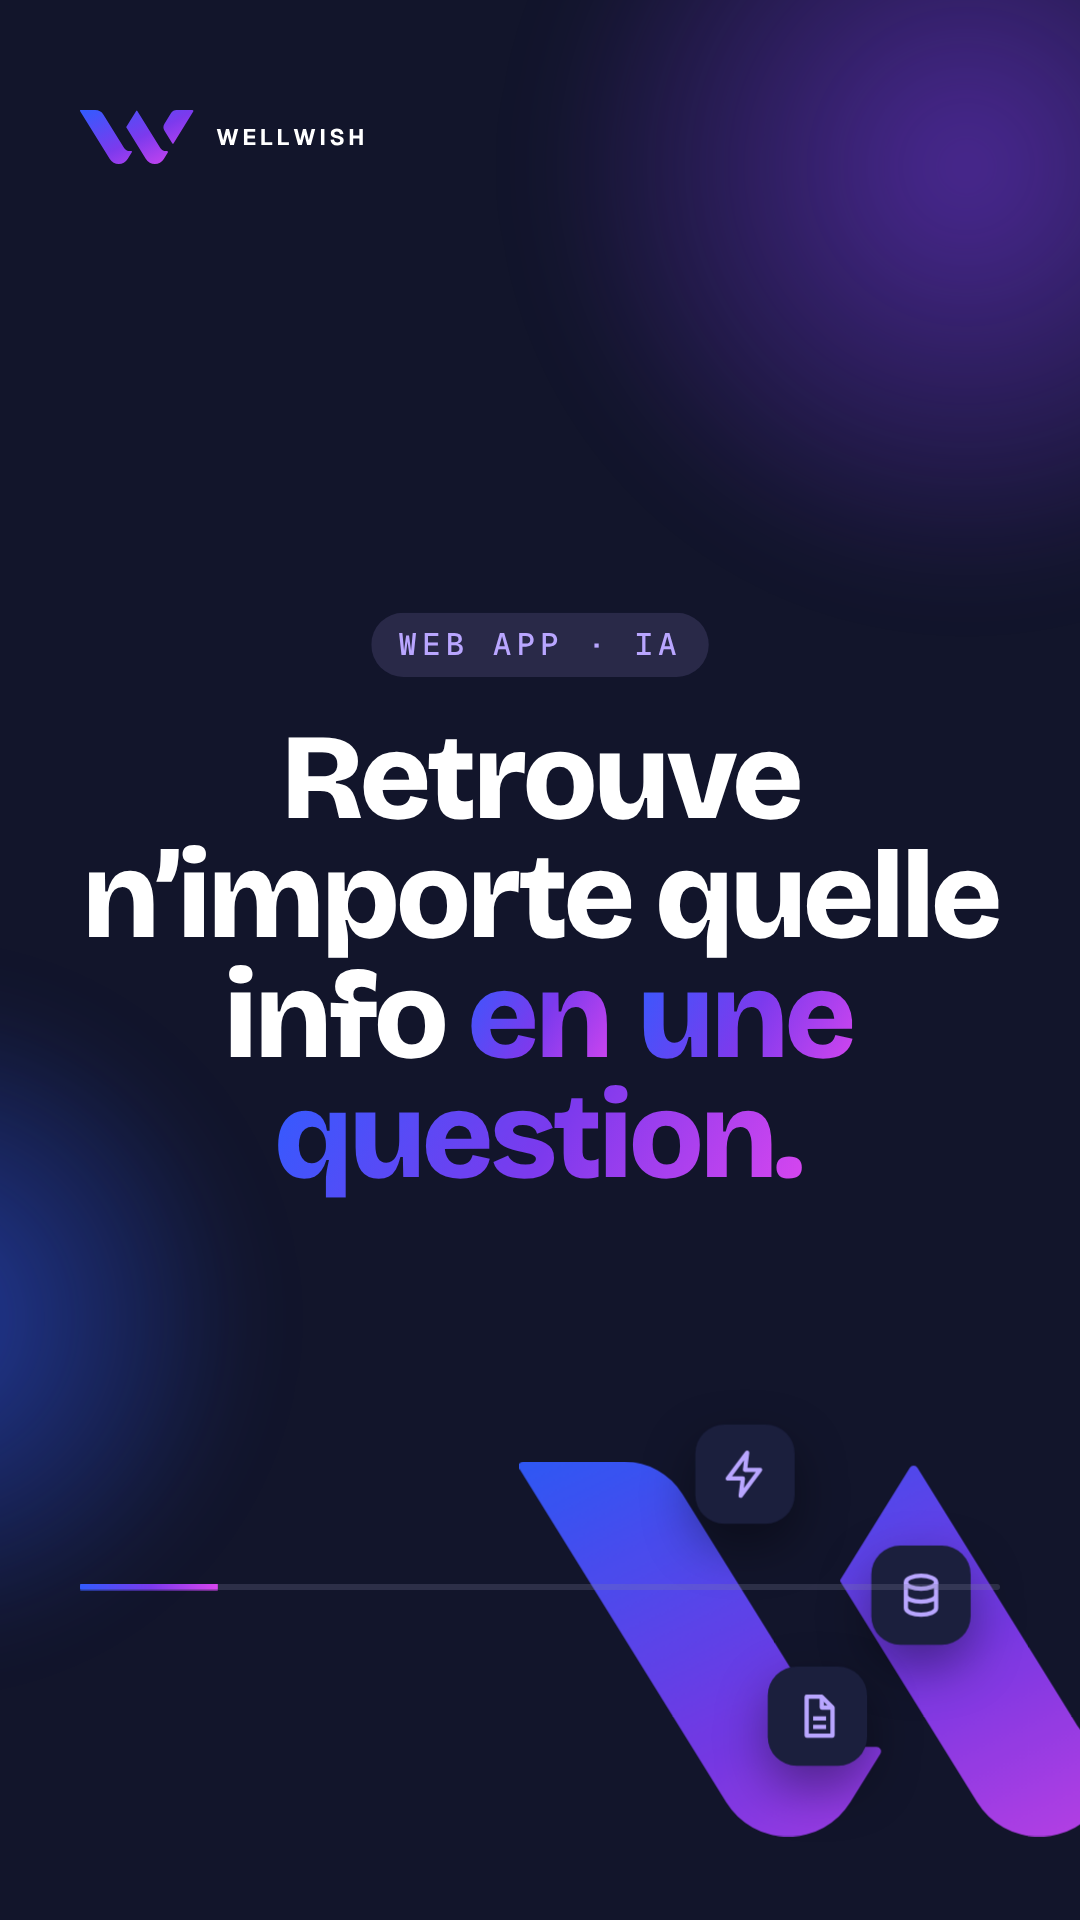 WELLWISH
WEB APP · IA
Retrouve
n’importe quelle
info en une
question.